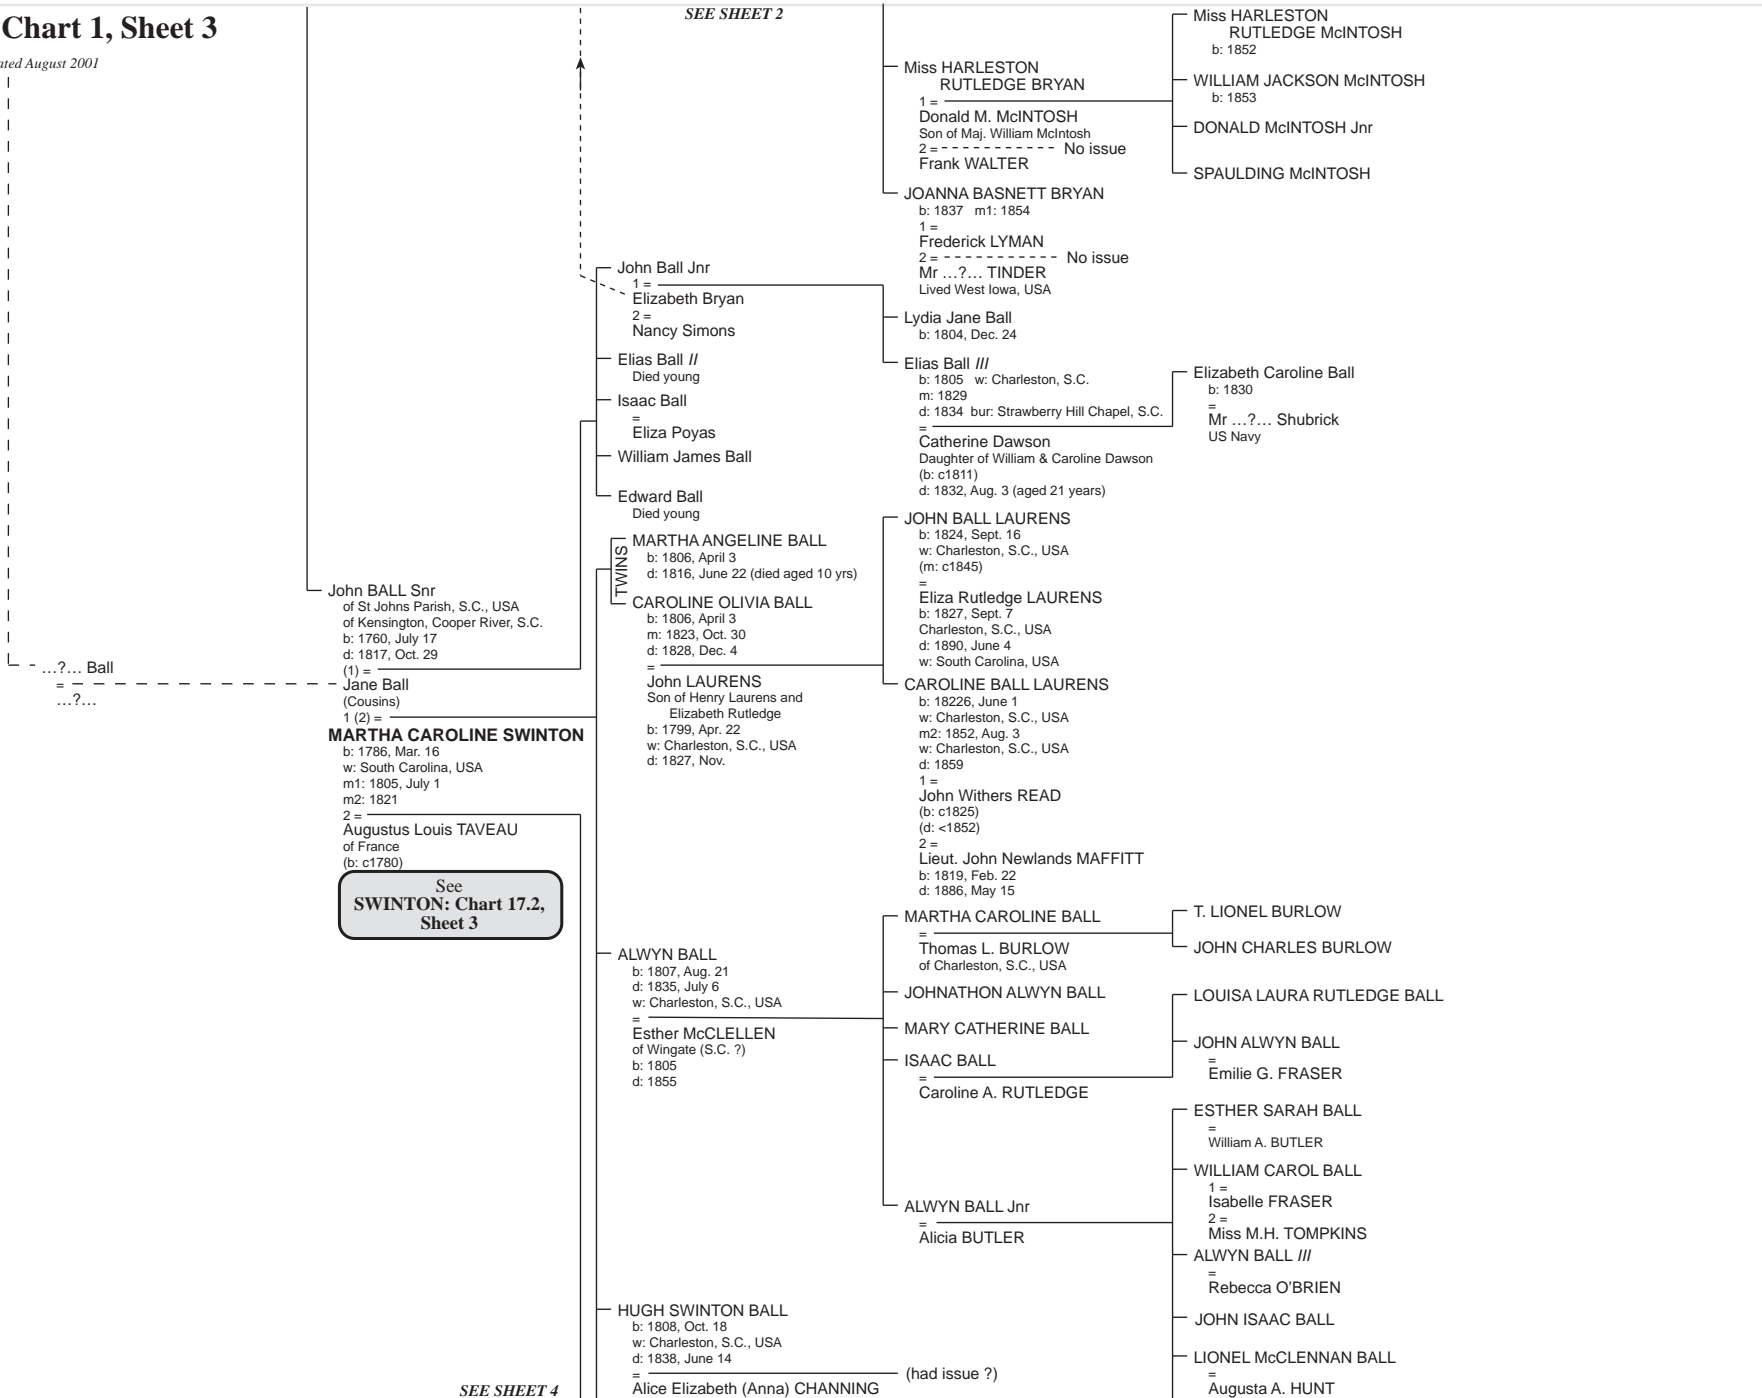 Chart 1, Sheet 3
ated August 2001
SEE SHEET 2
…?… Ball
=
…?…
John BALL Snr
of St Johns Parish, S.C., USA
of Kensington, Cooper River, S.C.
b: 1760, July 17
d: 1817, Oct. 29
(1) =
Jane Ball
(Cousins)
1 (2) =
MARTHA CAROLINE SWINTON
b: 1786, Mar. 16
w: South Carolina, USA
m1: 1805, July 1
m2: 1821
2 =
Augustus Louis TAVEAU
of France
(b: c1780)
See
SWINTON: Chart 17.2,
Sheet 3
John Ball Jnr
1 =
Elizabeth Bryan
2 =
Nancy Simons
Elias Ball II
Died young
Isaac Ball
=
Eliza Poyas
William James Ball
Edward Ball
Died young
TWINS
MARTHA ANGELINE BALL
b: 1806, April 3
d: 1816, June 22 (died aged 10 yrs)
CAROLINE OLIVIA BALL
b: 1806, April 3
m: 1823, Oct. 30
d: 1828, Dec. 4
=
John LAURENS
Son of Henry Laurens and
Elizabeth Rutledge
b: 1799, Apr. 22
w: Charleston, S.C., USA
d: 1827, Nov.
ALWYN BALL
b: 1807, Aug. 21
d: 1835, July 6
w: Charleston, S.C., USA
=
Esther McCLELLEN
of Wingate (S.C. ?)
b: 1805
d: 1855
HUGH SWINTON BALL
b: 1808, Oct. 18
w: Charleston, S.C., USA
d: 1838, June 14
=
(had issue ?)
Alice Elizabeth (Anna) CHANNING
SEE SHEET 4
Miss HARLESTON
RUTLEDGE BRYAN
1 =
Donald M. McINTOSH
Son of Maj. William McIntosh
2 = No issue
Frank WALTER
JOANNA BASNETT BRYAN
b: 1837 m1: 1854
1 =
Frederick LYMAN
2 = No issue
Mr …?… TINDER
Lived West Iowa, USA
Lydia Jane Ball
b: 1804, Dec. 24
Elias Ball III
b: 1805 w: Charleston, S.C.
m: 1829
d: 1834 bur: Strawberry Hill Chapel, S.C.
=
Catherine Dawson
Daughter of William & Caroline Dawson
(b: c1811)
d: 1832, Aug. 3 (aged 21 years)
JOHN BALL LAURENS
b: 1824, Sept. 16
w: Charleston, S.C., USA
(m: c1845)
=
Eliza Rutledge LAURENS
b: 1827, Sept. 7
Charleston, S.C., USA
d: 1890, June 4
w: South Carolina, USA
CAROLINE BALL LAURENS
b: 18226, June 1
w: Charleston, S.C., USA
m2: 1852, Aug. 3
w: Charleston, S.C., USA
d: 1859
1 =
John Withers READ
(b: c1825)
(d: <1852)
2 =
Lieut. John Newlands MAFFITT
b: 1819, Feb. 22
d: 1886, May 15
MARTHA CAROLINE BALL
=
Thomas L. BURLOW
of Charleston, S.C., USA
JOHNATHON ALWYN BALL
MARY CATHERINE BALL
ISAAC BALL
=
Caroline A. RUTLEDGE
ALWYN BALL Jnr
=
Alicia BUTLER
Miss HARLESTON
RUTLEDGE McINTOSH
b: 1852
WILLIAM JACKSON McINTOSH
b: 1853
DONALD McINTOSH Jnr
SPAULDING McINTOSH
Elizabeth Caroline Ball
b: 1830
=
Mr …?… Shubrick
US Navy
T. LIONEL BURLOW
JOHN CHARLES BURLOW
LOUISA LAURA RUTLEDGE BALL
JOHN ALWYN BALL
=
Emilie G. FRASER
ESTHER SARAH BALL
=
William A. BUTLER
WILLIAM CAROL BALL
1 =
Isabelle FRASER
2 =
Miss M.H. TOMPKINS
ALWYN BALL III
=
Rebecca O'BRIEN
JOHN ISAAC BALL
LIONEL McCLENNAN BALL
=
Augusta A. HUNT